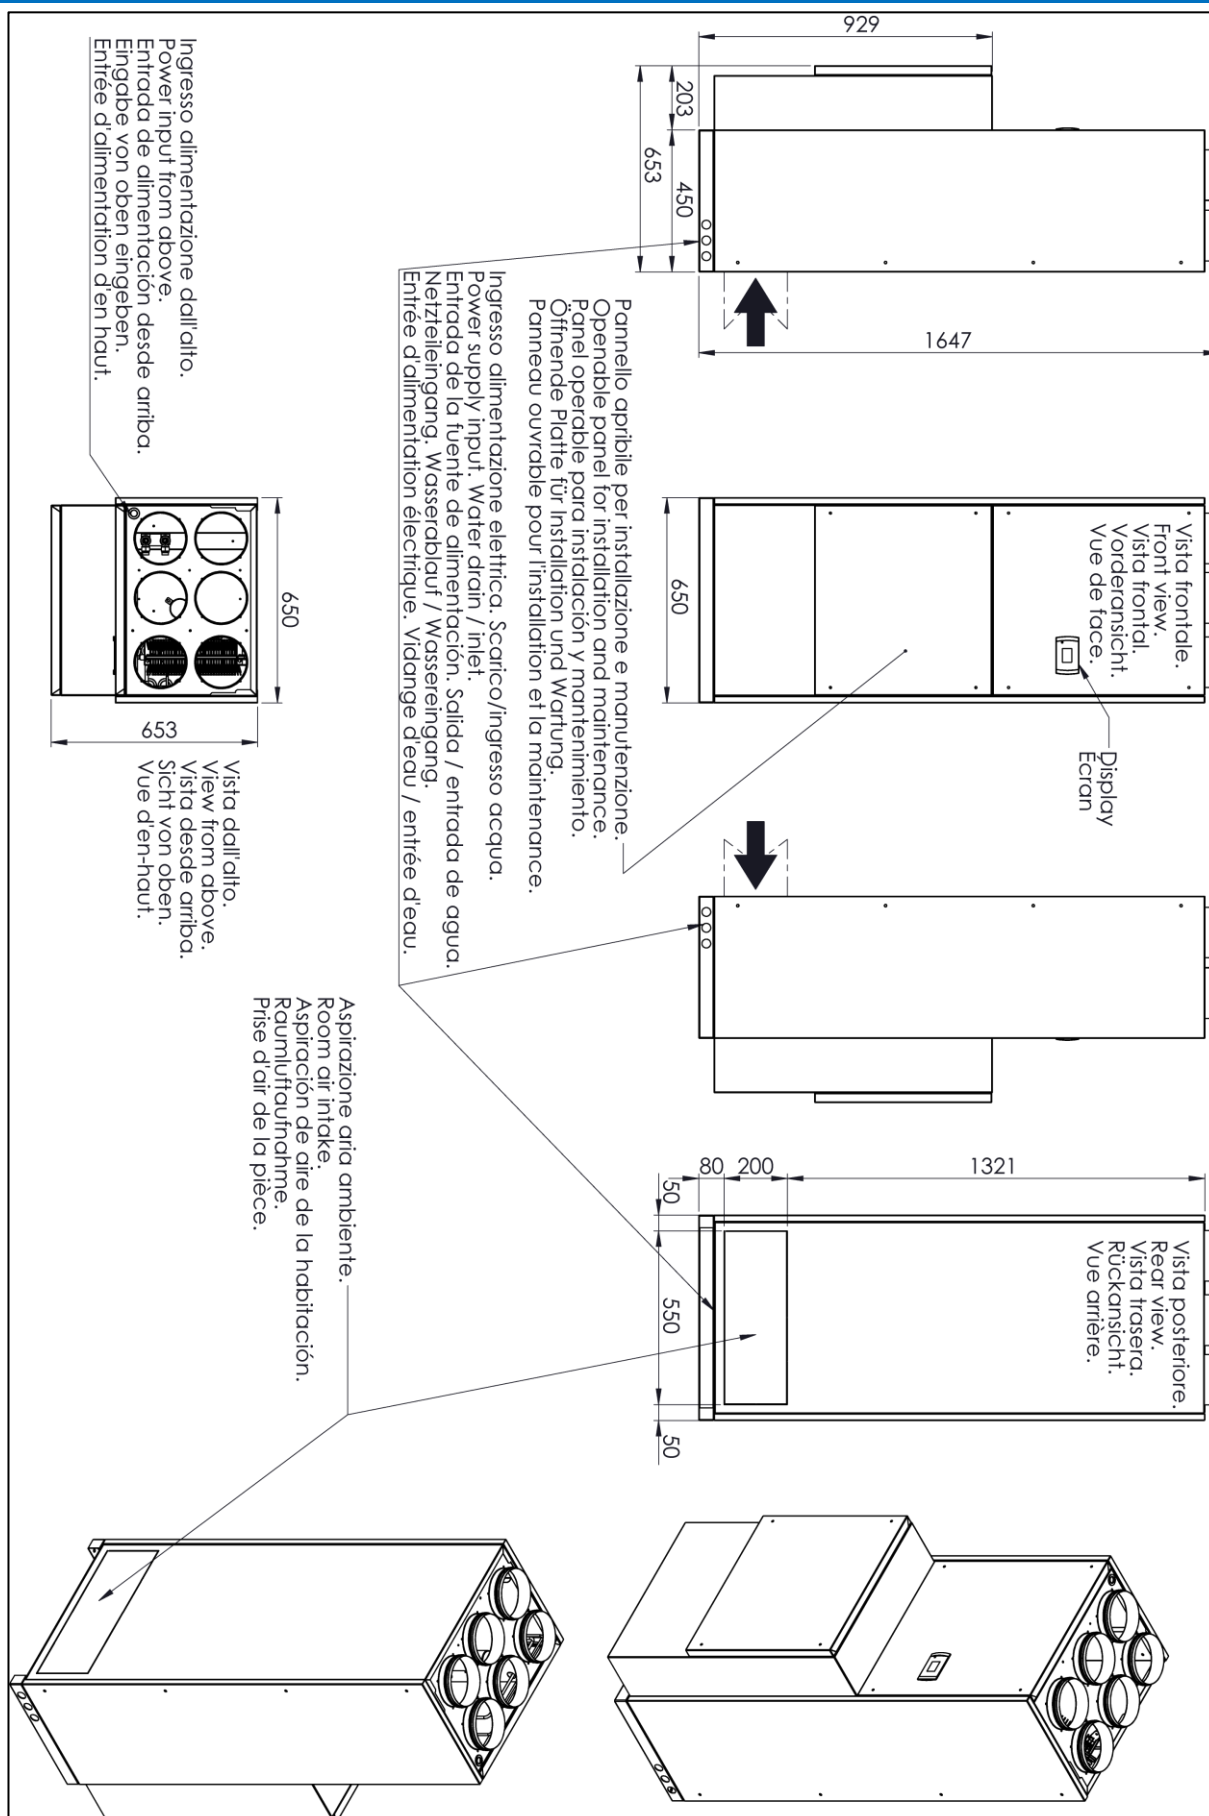 929
203
653
450
1647
Pannello apribile per installazione e manutenzione.
Openable panel for installation and maintenance.
Panel operable para instalación y mantenimiento.
Öffnende Platte für Installation und Wartung.
Panneau ouvrable pour l'installation et la maintenance.
Ingresso alimentazione elettrica. Scarico/ingresso acqua.
Power supply input. Water drain / inlet.
Entrada de la fuente de alimentación. Salida / entrada de agua.
Netzteileingang. Wasserablauf / Wassereingang.
Entrée d'alimentation électrique. Vidange d'eau / entrée d'eau.
Ingresso alimentazione dall'alto.
Power input from above.
Entrada de alimentación desde arriba.
Eingabe von oben eingeben.
Entrée d'alimentation d'en haut.
Vista frontale.
Front view.
Vista frontal.
Vorderansicht.
Vue de face.
650
Display
Écran
650
653
Vista dall'alto.
View from above.
Vista desde arriba.
Sicht von oben.
Vue d'en-haut.
80
200
1321
50
550
50
Vista posteriore.
Rear view.
Vista trasera.
Rückansicht.
Vue arrière.
Aspirazione aria ambiente.
Room air intake.
Aspiración de aire de la habitación.
Raumluftaufnahme.
Prise d'air de la pièce.